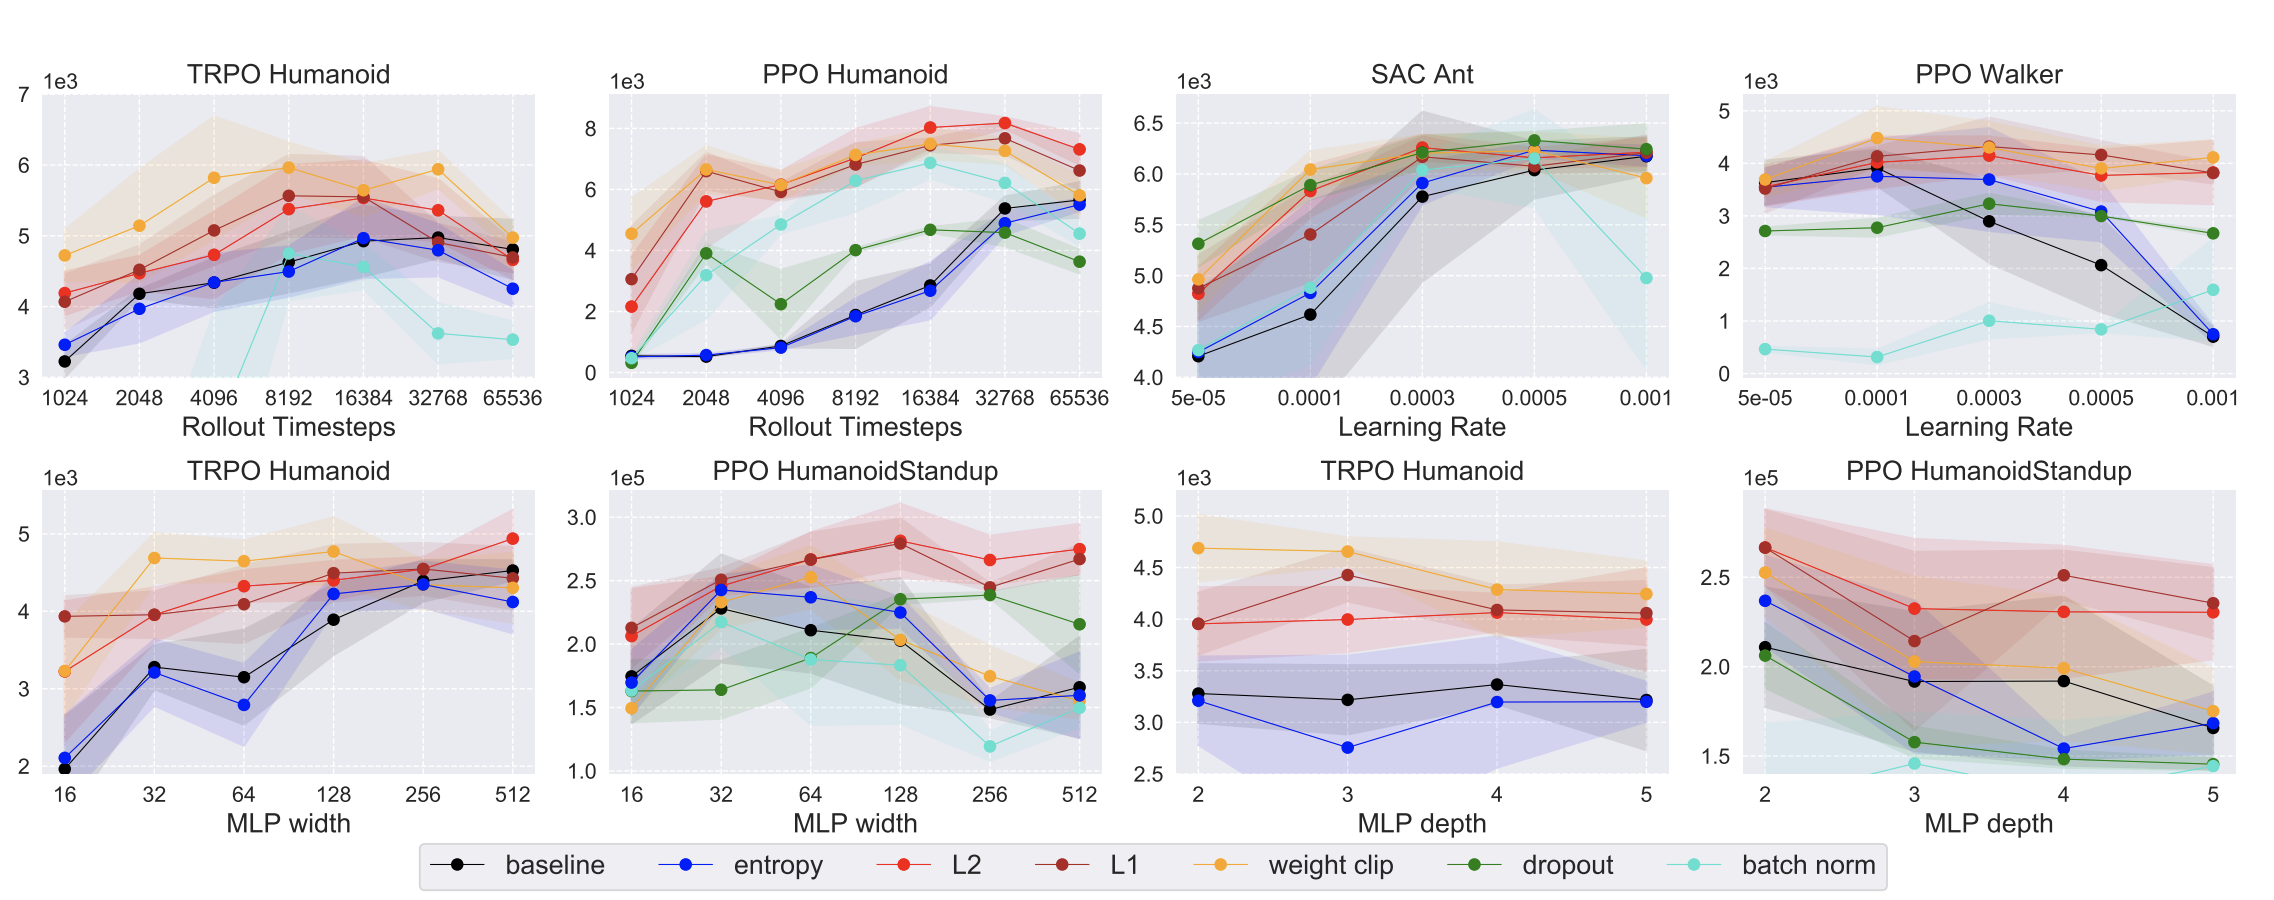 TRPO Humanoid PPO Humanoid SAC Ant PPO Walker
1e3 1e3 1e3 1e3
7 6 5 4 3
8 6 4 2 0
6.5 6.0 5.5 5.0 4.5 4.0
5 4 3 2 1 0
1024 2048 4096 8192 16384 32768 65536
1024 2048 4096 8192 16384 32768 65536
5e-05 0.0001 0.0003 0.0005 0.001
5e-05 0.0001 0.0003 0.0005 0.001
Rollout Timesteps Rollout Timesteps Learning Rate Learning Rate
TRPO Humanoid PPO HumanoidStandup TRPO Humanoid PPO HumanoidStandup
1e3 1e5 1e3 1e5
5 4 3 2
3.0 2.5 2.0 1.5 1.0
5.0 4.5 4.0 3.5 3.0 2.5
2.5 2.0 1.5
16 32 64 128 256 512
16 32 64 128 256 512
2 3 4 5
2 3 4 5
MLP width MLP width MLP depth MLP depth
baseline entropy L2 L1 weight clip dropout batch norm